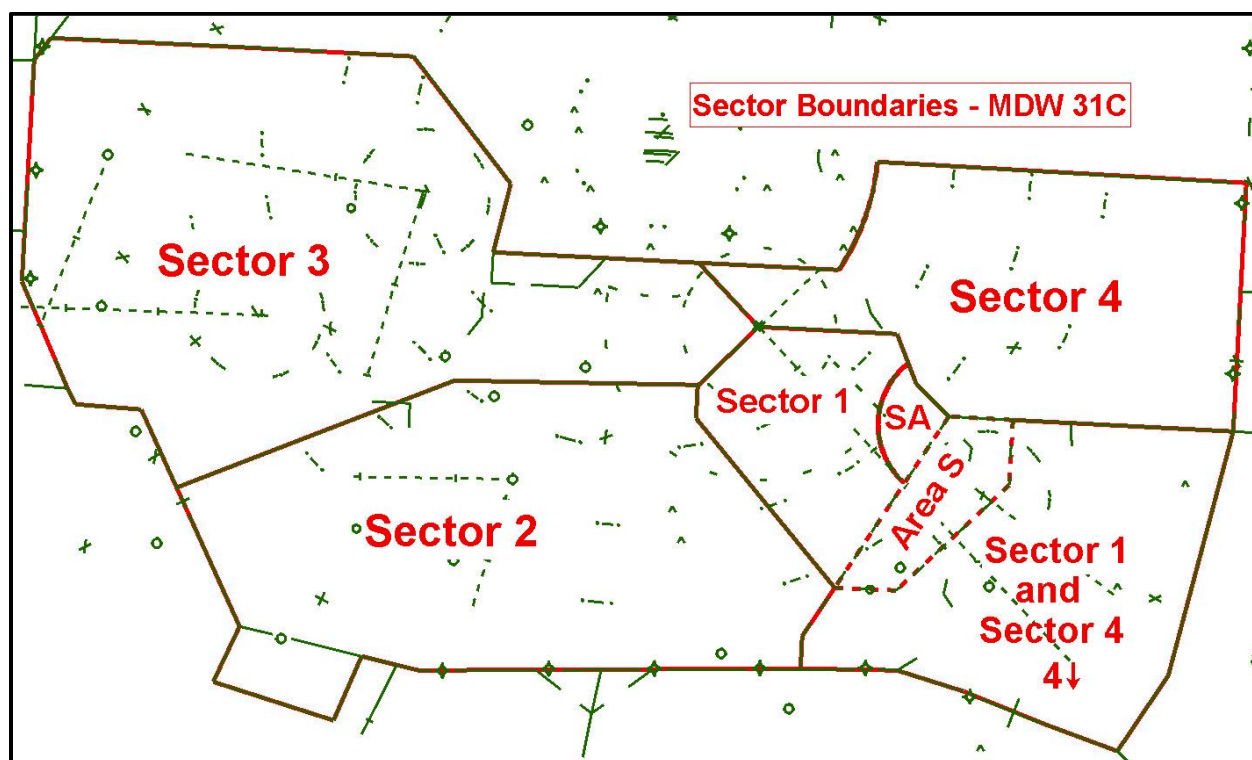 Sector Boundaries - MDW 31C
Sector 3
Sector 4
Sector 1
SA
Area S
Sector 2
Sector 1
and
Sector 4
4↓